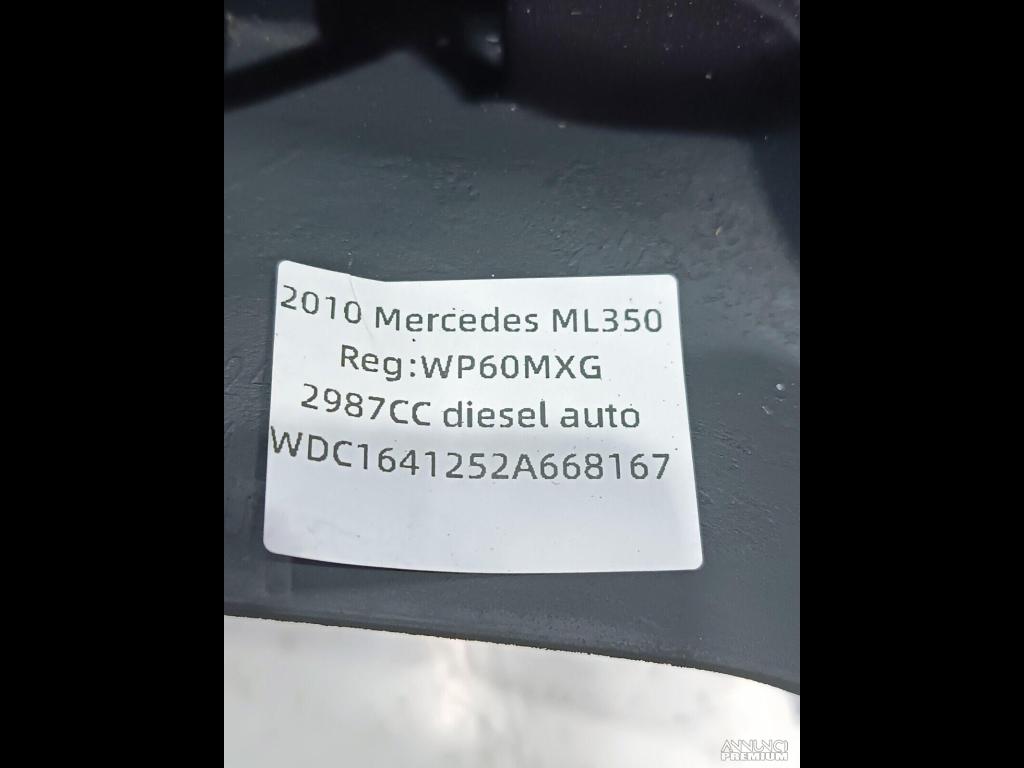 2010 Mercedes ML350
Reg:WP60MXG
2987CC diesel auto
WDC1641252A668167
ANNUNCI
PREMIUM